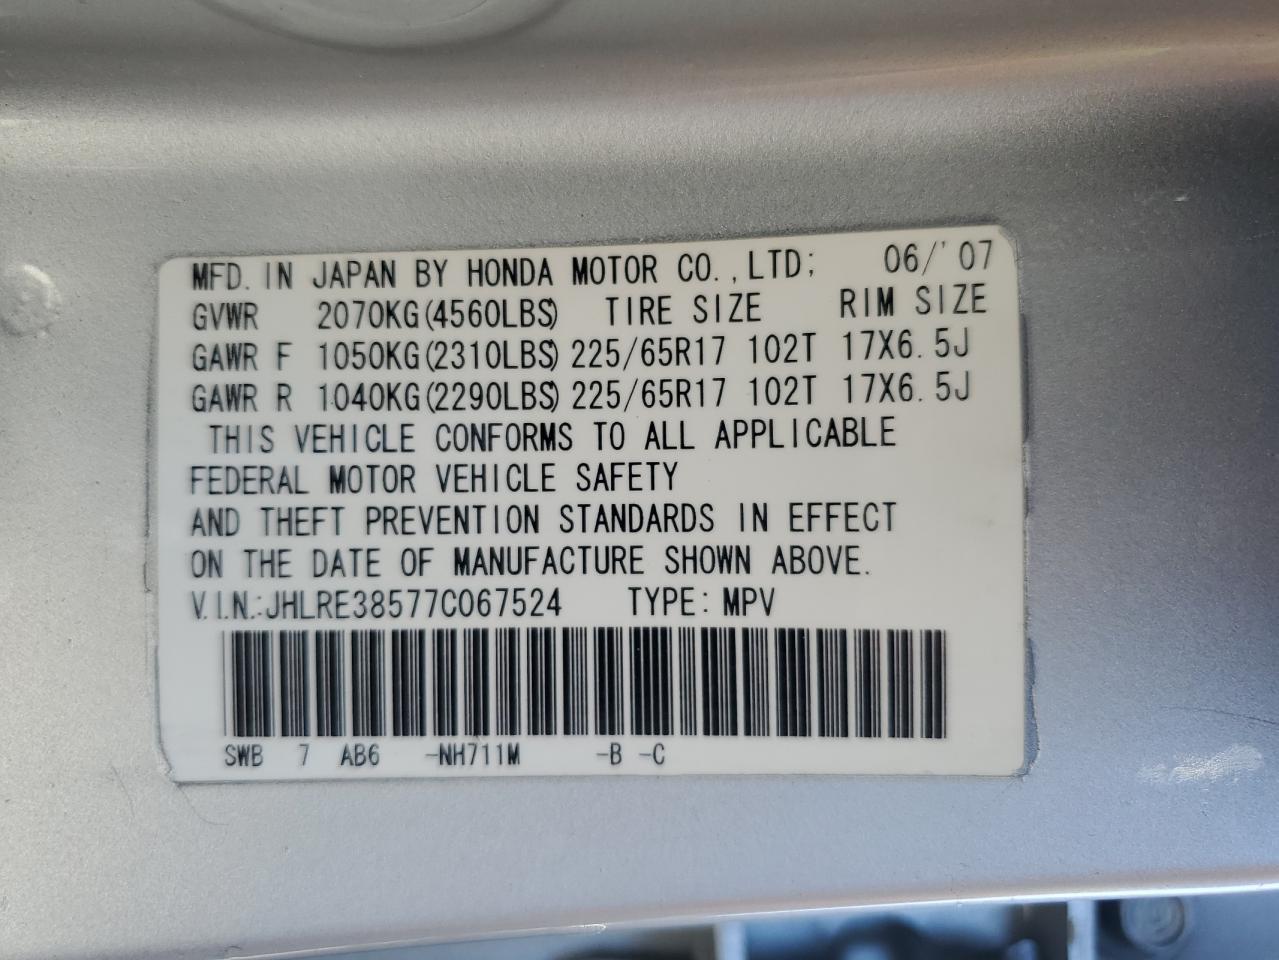 MFD. IN JAPAN BY HONDA MOTOR CO., LTD; 06/'07
GVWR 2070KG(4560LBS) TIRE SIZE RIM SIZE
GAWR F 1050KG(2310LBS) 225/65R17 102T 17X6.5J
GAWR R 1040KG(2290LBS) 225/65R17 102T 17X6.5J
THIS VEHICLE CONFORMS TO ALL APPLICABLE
FEDERAL MOTOR VEHICLE SAFETY
AND THEFT PREVENTION STANDARDS IN EFFECT
ON THE DATE OF MANUFACTURE SHOWN ABOVE.
V.I.N.:JHLRE38577C067524 TYPE: MPV
SWB 7 AB6 -NH711M -B -C